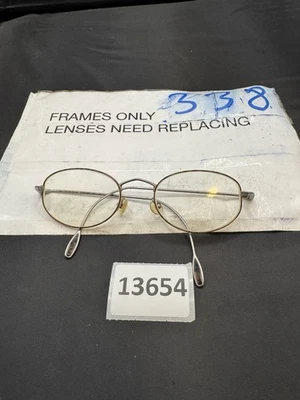 338
FRAMES ONLY
LENSES NEED REPLACING
13654